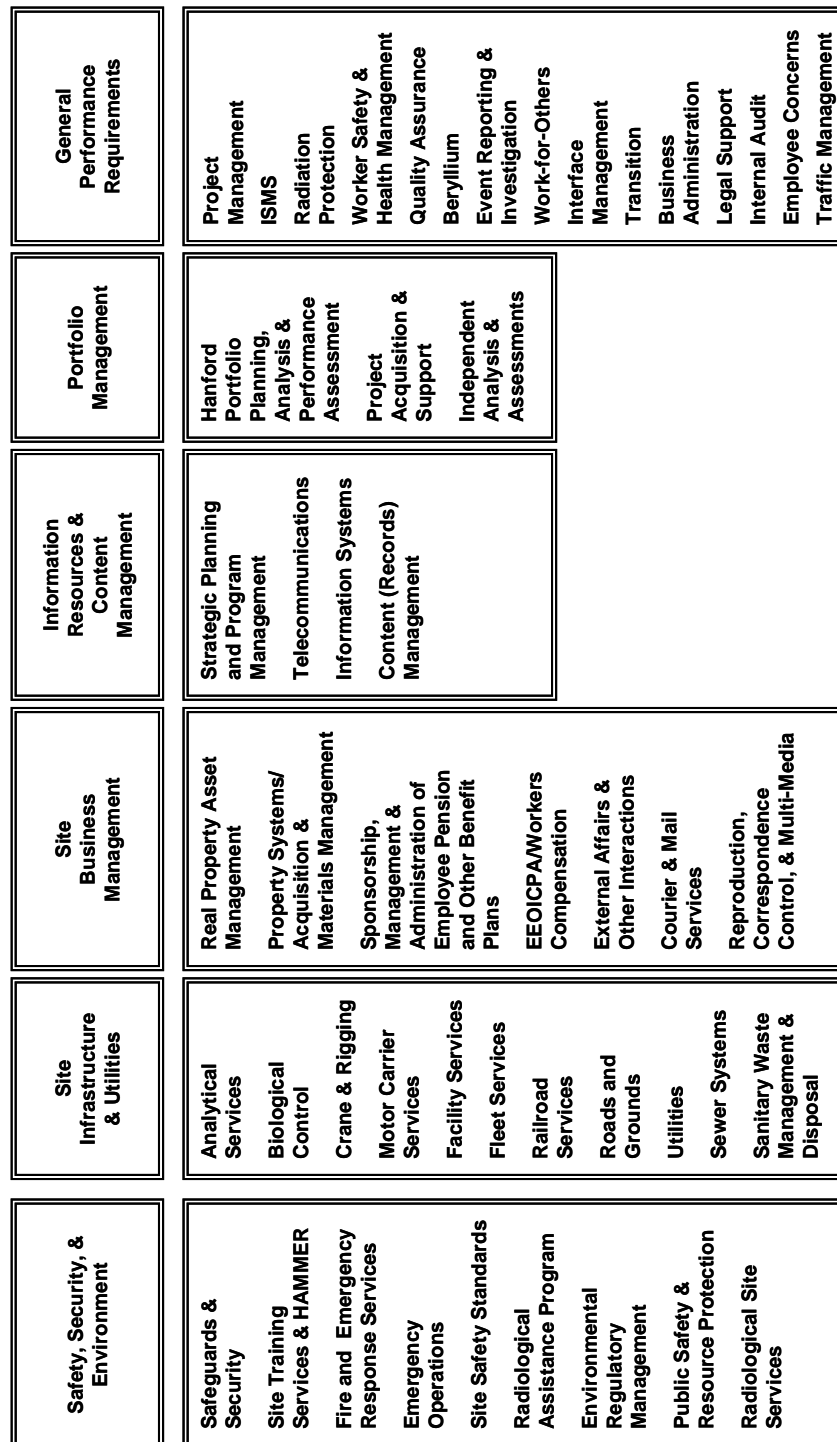 Safety, Security, &
Environment
Safeguards &
Security
Site Training
Services & HAMMER
Fire and Emergency
Response Services
Emergency
Operations
Site Safety Standards
Radiological
Assistance Program
Environmental
Regulatory
Management
Public Safety &
Resource Protection
Radiological Site
Services
Site
Infrastructure
& Utilities
Analytical
Services
Biological
Control
Crane & Rigging
Motor Carrier
Services
Facility Services
Fleet Services
Railroad
Services
Roads and
Grounds
Utilities
Sewer Systems
Sanitary Waste
Management &
Disposal
Site
Business
Management
Real Property Asset
Management
Property Systems/
Acquisition &
Materials Management
Sponsorship,
Management &
Administration of
Employee Pension
and Other Benefit
Plans
EEOICPA/Workers
Compensation
External Affairs &
Other Interactions
Courier & Mail
Services
Reproduction,
Correspondence
Control, & Multi-Media
Information
Resources &
Content
Management
Strategic Planning
and Program
Management
Telecommunications
Information Systems
Content (Records)
Management
Portfolio
Management
Hanford
Portfolio
Planning,
Analysis &
Performance
Assessment
Project
Acquisition &
Support
Independent
Analysis &
Assessments
General
Performance
Requirements
Project
Management
ISMS
Radiation
Protection
Worker Safety &
Health Management
Quality Assurance
Beryllium
Event Reporting &
Investigation
Work-for-Others
Interface
Management
Transition
Business
Administration
Legal Support
Internal Audit
Employee Concerns
Traffic Management